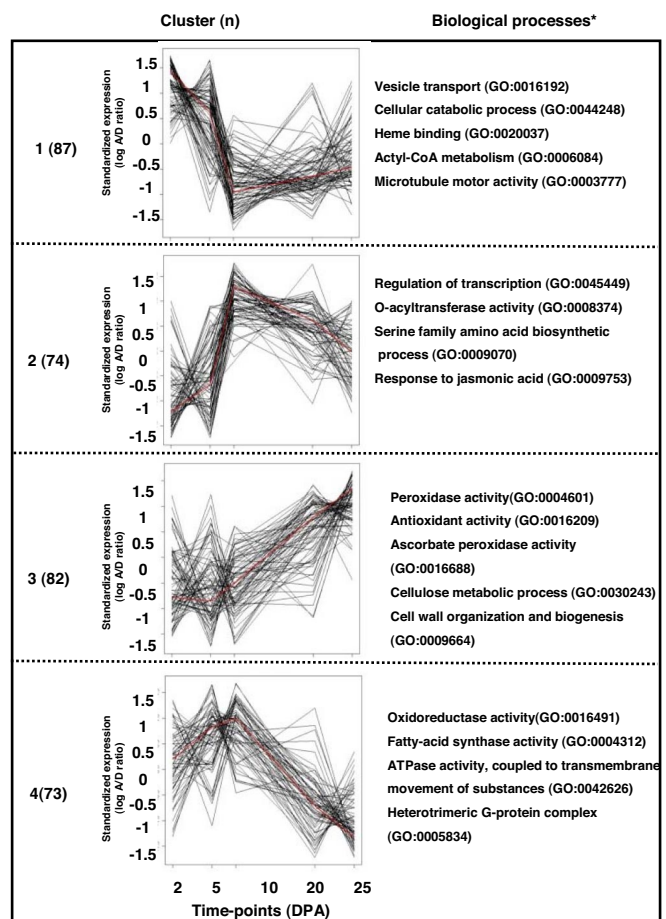 Cluster (n) Biological processes*
1 (87)
Standardized expression
(log A/D ratio)
1.5
1
0.5
0
-0.5
-1
-1.5
Vesicle transport (GO:0016192)
Cellular catabolic process (GO:0044248)
Heme binding (GO:0020037)
Actyl-CoA metabolism (GO:0006084)
Microtubule motor activity (GO:0003777)
2 (74)
Standardized expression
(log A/D ratio)
1.5
1
0.5
0
-0.5
-1
-1.5
Regulation of transcription (GO:0045449)
O-acyltransferase activity (GO:0008374)
Serine family amino acid biosynthetic
process (GO:0009070)
Response to jasmonic acid (GO:0009753)
3 (82)
Standardized expression
(log A/D ratio)
1.5
1
0.5
0
-0.5
-1
-1.5
Peroxidase activity(GO:0004601)
Antioxidant activity (GO:0016209)
Ascorbate peroxidase activity
(GO:0016688)
Cellulose metabolic process (GO:0030243)
Cell wall organization and biogenesis
(GO:0009664)
4(73)
Standardized expression
(log A/D ratio)
1.5
1
0.5
0
-0.5
-1
-1.5
Oxidoreductase activity(GO:0016491)
Fatty-acid synthase activity (GO:0004312)
ATPase activity, coupled to transmembrane
movement of substances (GO:0042626)
Heterotrimeric G-protein complex
(GO:0005834)
2 5 10 20 25
Time-points (DPA)